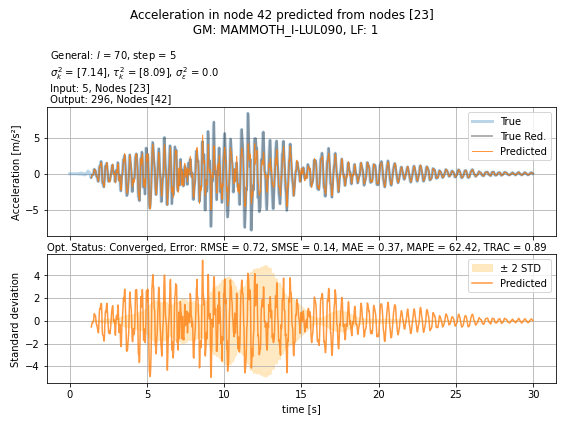 Acceleration in node 42 predicted from nodes [23]
GM: MAMMOTH_I-LUL090, LF: 1
General: l = 70, step = 5
σ²ₖ = [7.14], τ²ₖ = [8.09], σ²ₑ = 0.0
Input: 5, Nodes [23]
Output: 296, Nodes [42]
Acceleration [m/s²]
5
0
−5
True
True Red.
Predicted
Opt. Status: Converged, Error: RMSE = 0.72, SMSE = 0.14, MAE = 0.37, MAPE = 62.42, TRAC = 0.89
Standard deviation
4
2
0
−2
−4
± 2 STD
Predicted
0 5 10 15 20 25 30
time [s]